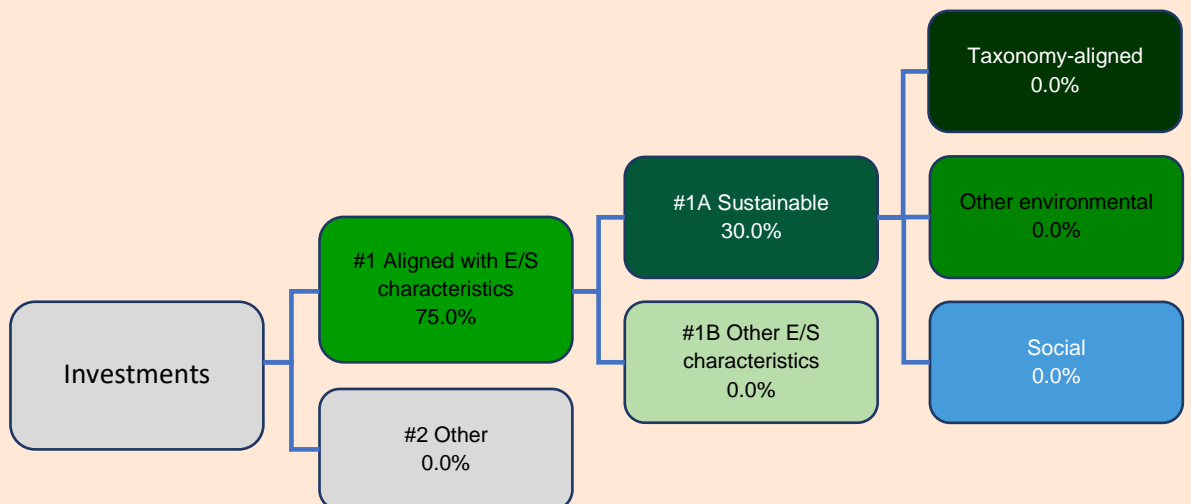 Investments
#1 Aligned with E/S
characteristics
75.0%
#2 Other
0.0%
#1A Sustainable
30.0%
#1B Other E/S
characteristics
0.0%
Taxonomy-aligned
0.0%
Other environmental
0.0%
Social
0.0%